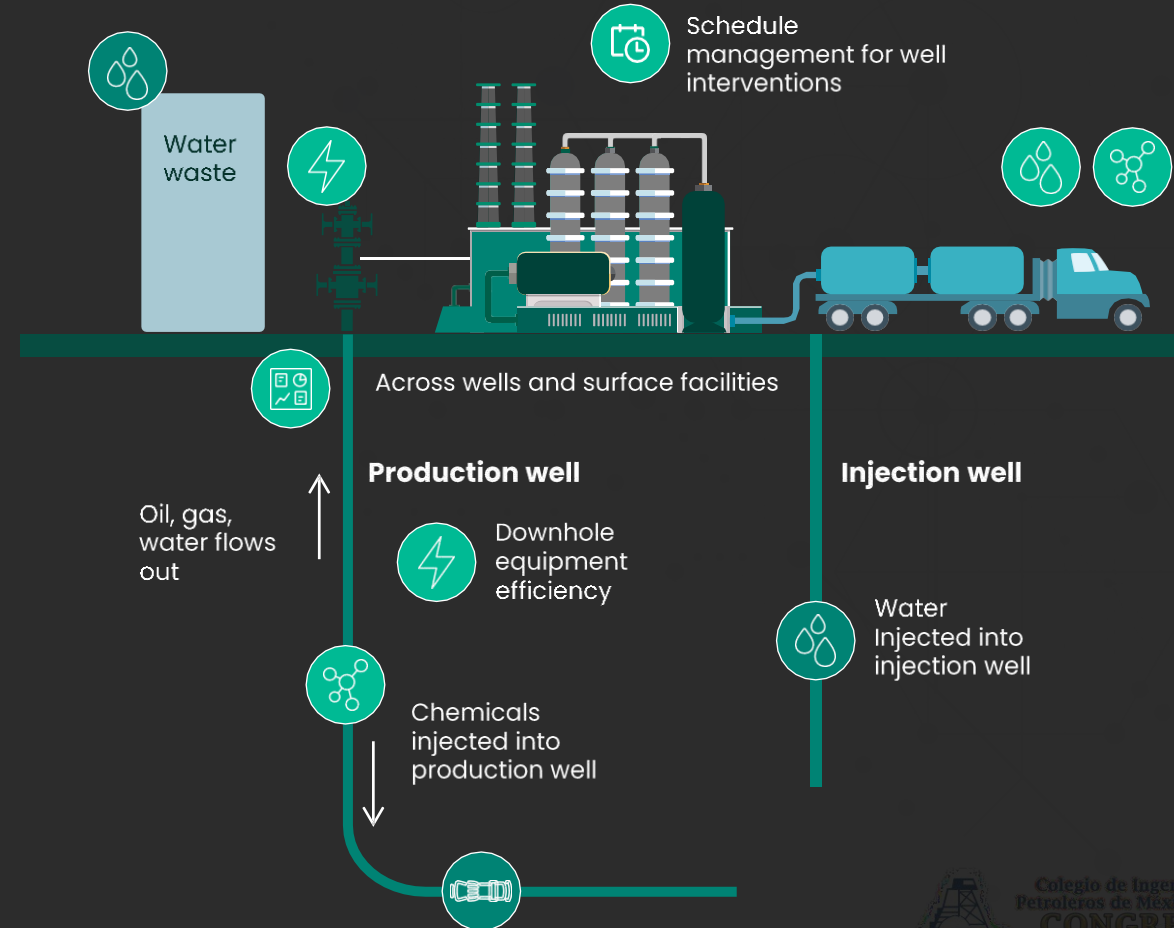 Schedule
management for well
interventions
Water
waste
Across wells and surface facilities
Production well
Injection well
Oil, gas,
water flows
out
Downhole
equipment
efficiency
Water
Injected into
injection well
Chemicals
injected into
production well
Colegio de
Petroleros de